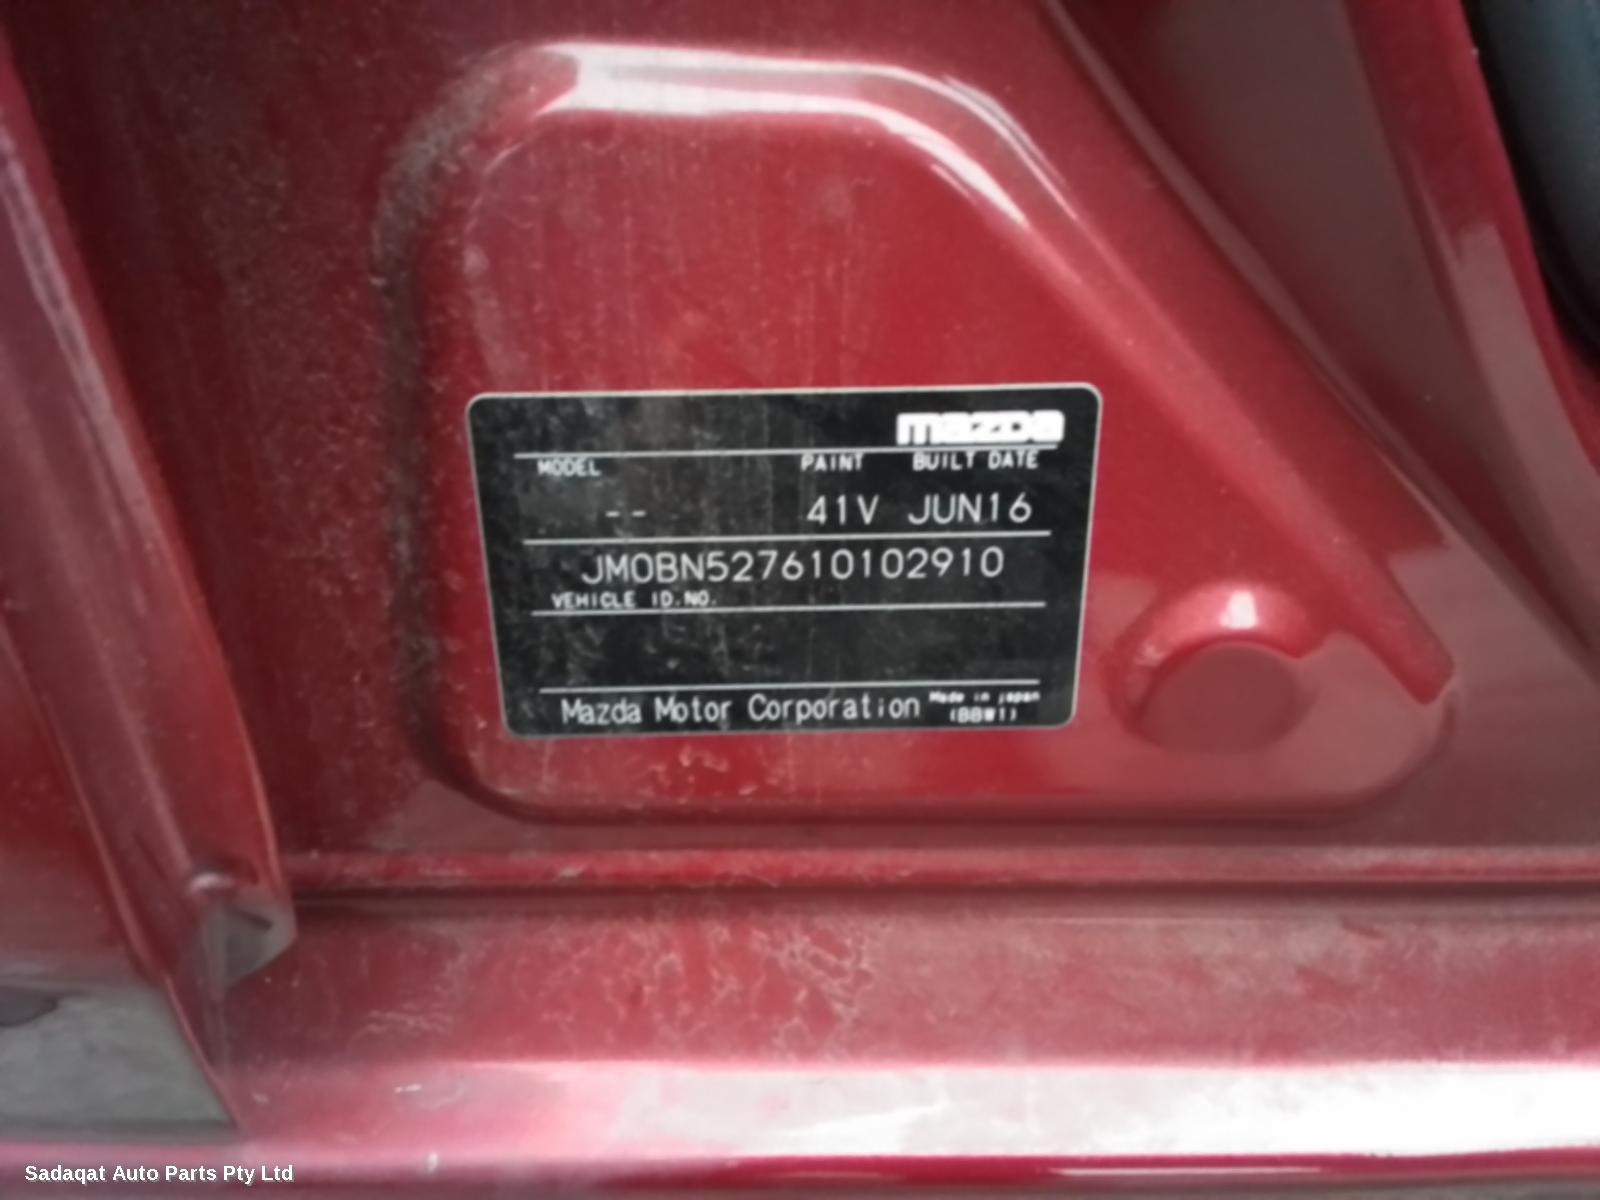 mazda
MODEL PAINT BUILT DATE
-- 41V JUN16
JM0BN527610102910
VEHICLE ID.NO.
Mazda Motor Corporation Made in japan
(BBW1)
Sadaqat Auto Parts Pty Ltd